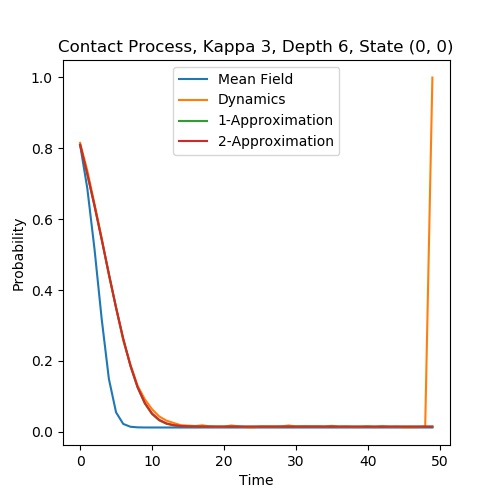 Contact Process, Kappa 3, Depth 6, State (0, 0)
Mean Field
Dynamics
1-Approximation
2-Approximation
Probability
1.0
0.8
0.6
0.4
0.2
0.0
0 10 20 30 40 50
Time